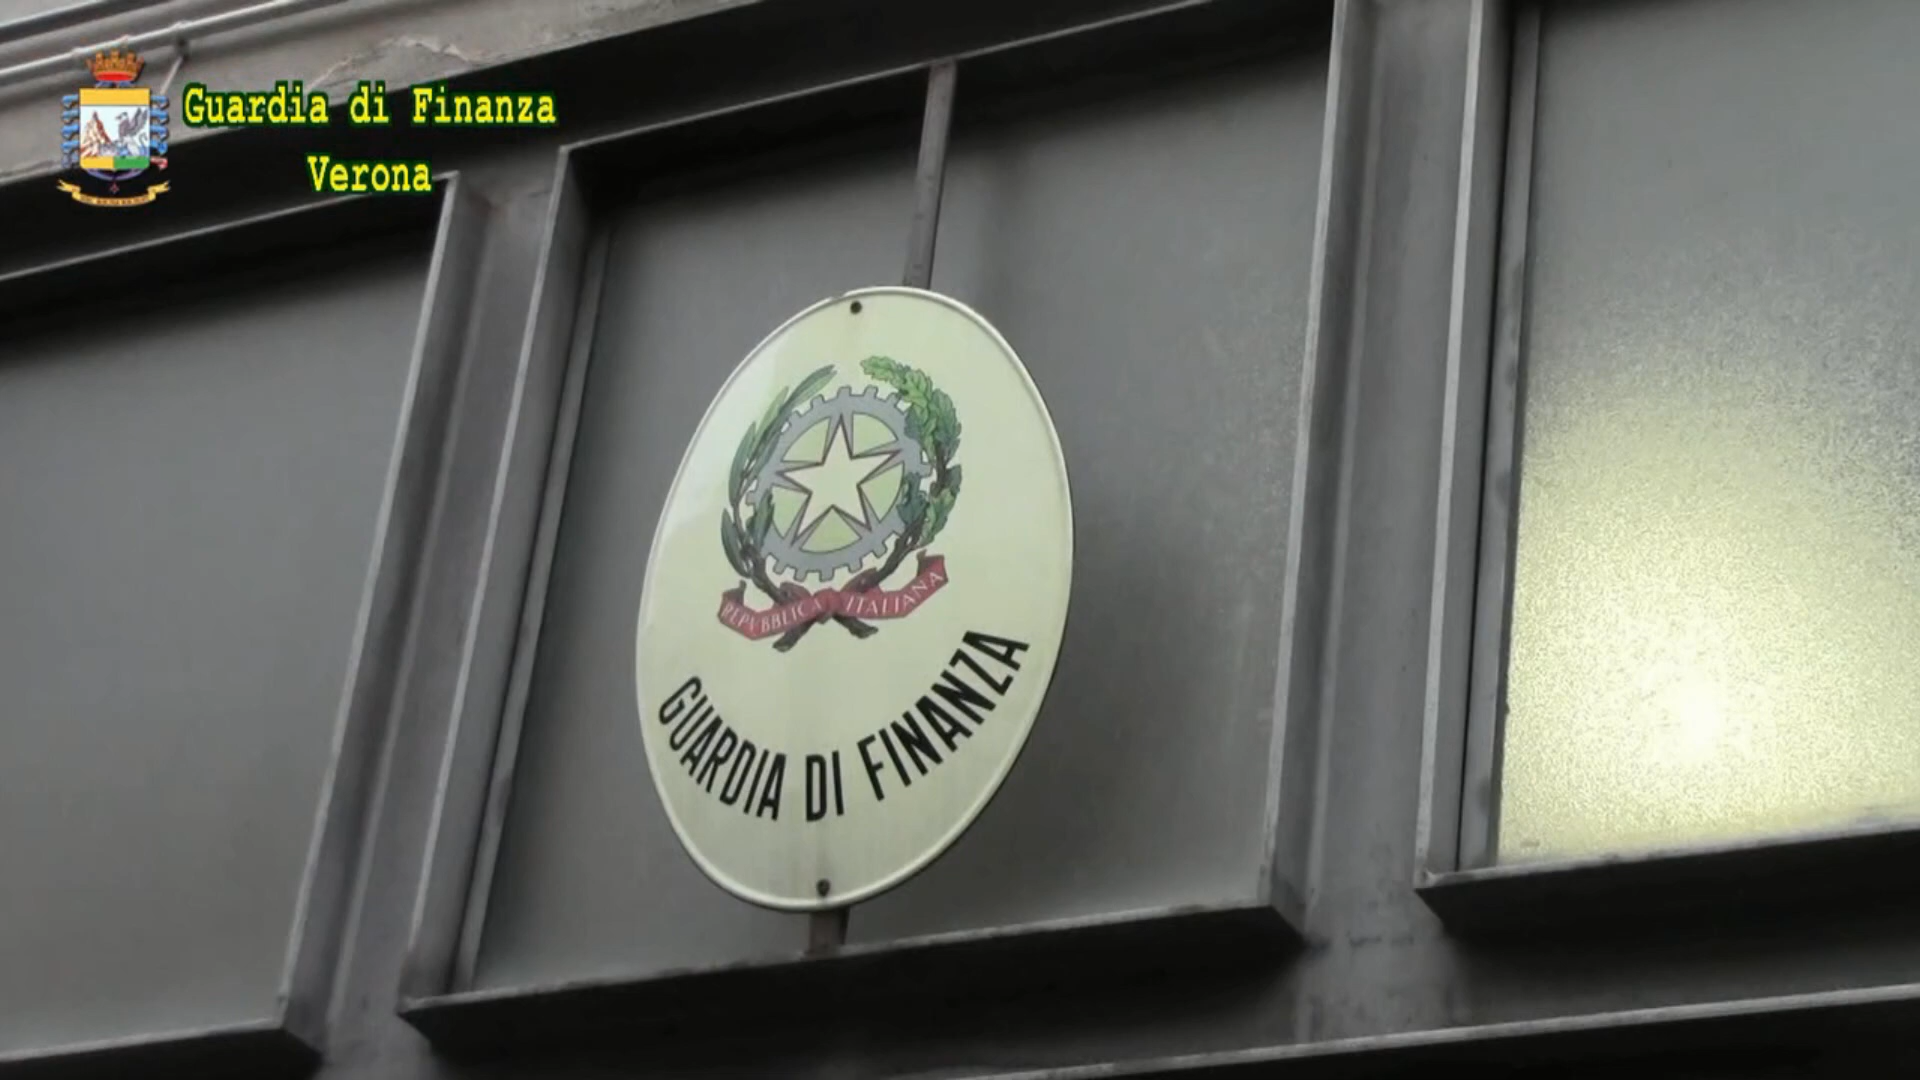 Guardia di Finanza
Verona
REPVBBLICA ITALIANA
GUARDIA DI FINANZA